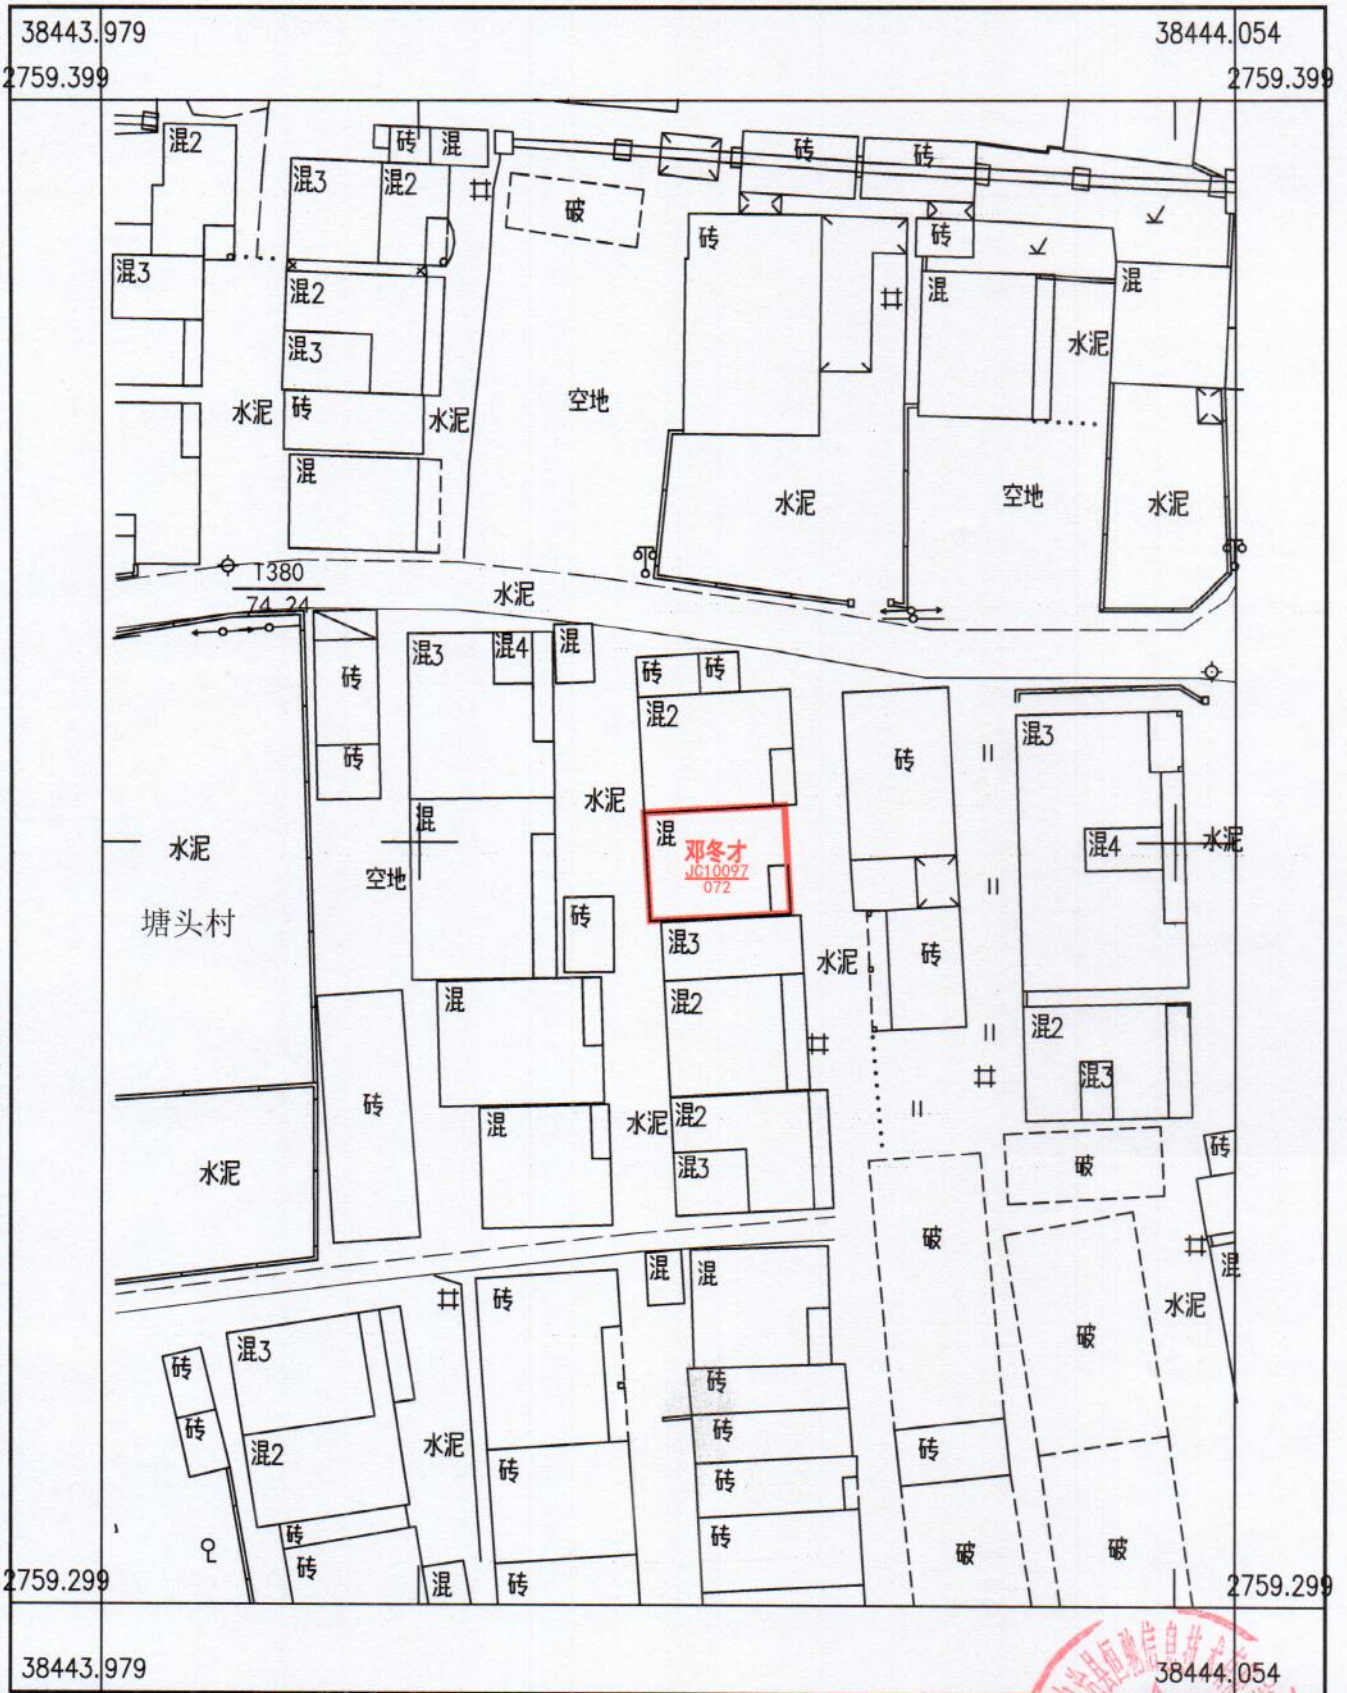 38443.979
38444.054
2759.399
2759.399
混2
砖
混
砖
砖
混3
混2
破
砖
砖
混3
混2
混
混
混3
水泥
砖
水泥
空地
水泥
混
水泥
空地
水泥
T380
74.24
水泥
混3
混4
混
砖
砖
砖
混2
砖
混3
砖
水泥
混
混
邓冬才
JC10097
072
水泥
空地
混4
水泥
塘头村
砖
混3
水泥
砖
混
混2
混2
混3
砖
混
水泥
混2
水泥
混3
破
砖
破
混
混
混
砖
水泥
破
混3
砖
砖
砖
砖
混2
水泥
砖
砖
砖
砖
砖
砖
混
砖
破
破
2759.299
2759.299
38443.979
38444.054